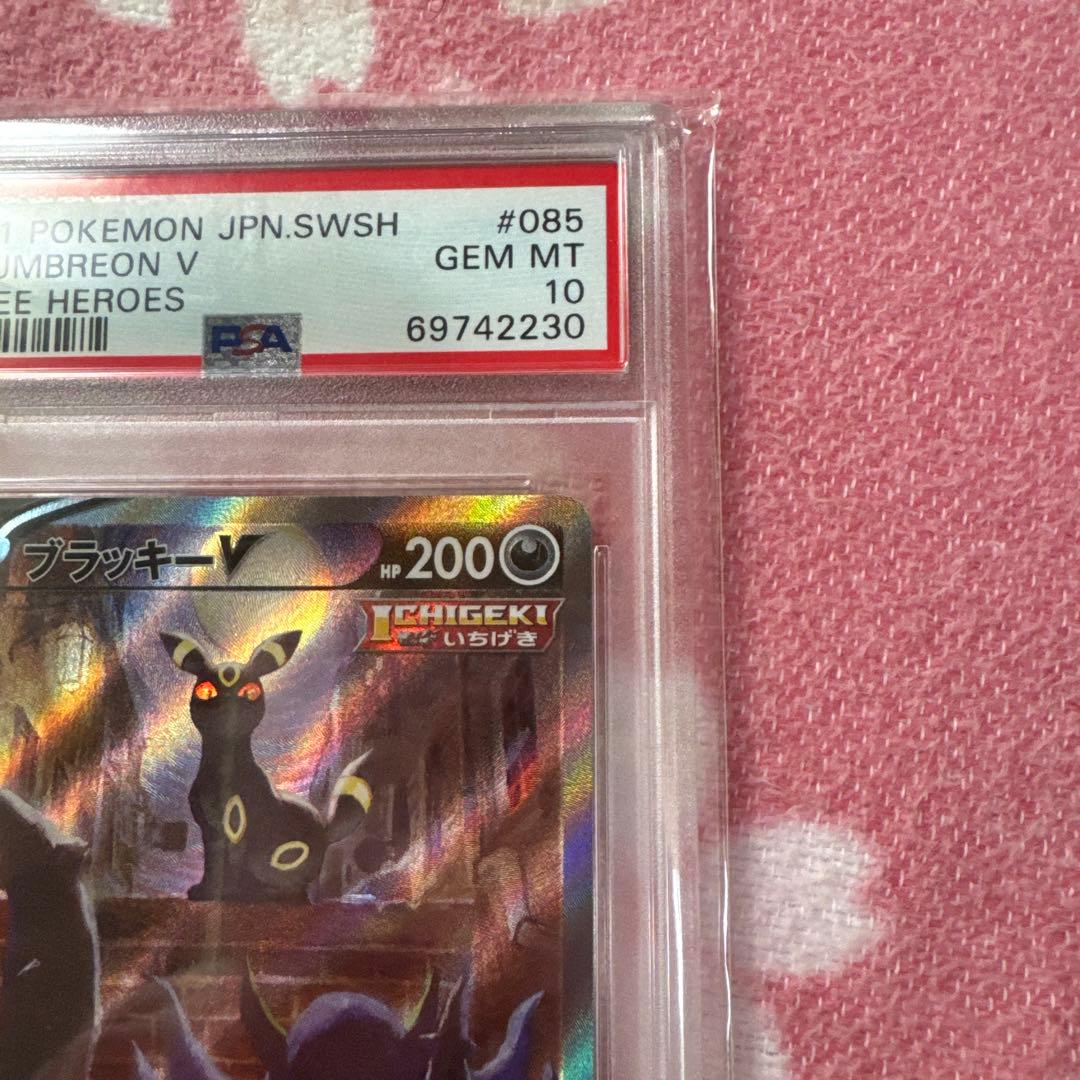 1 POKEMON JPN.SWSH #085
UMBREON V GEM MT
EE HEROES 10
PSA 69742230
ブラッキーV HP 200
ICHIGEKI
いちげき